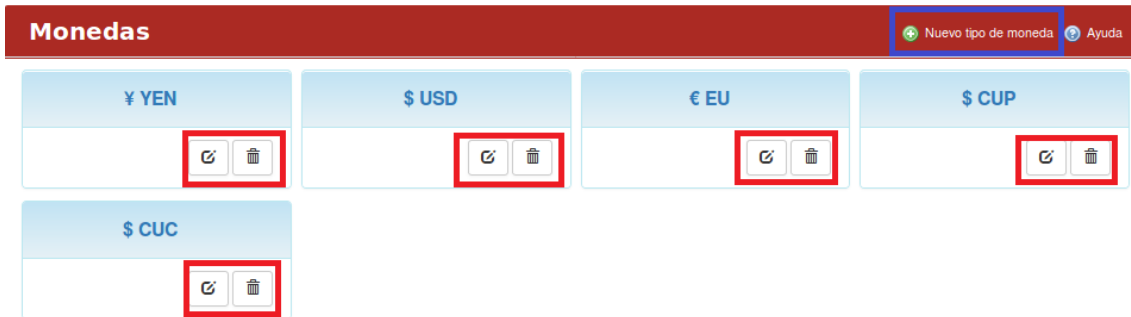 Monedas
Nuevo tipo de moneda Ayuda
¥ YEN
$ USD
€ EU
$ CUP
$ CUC